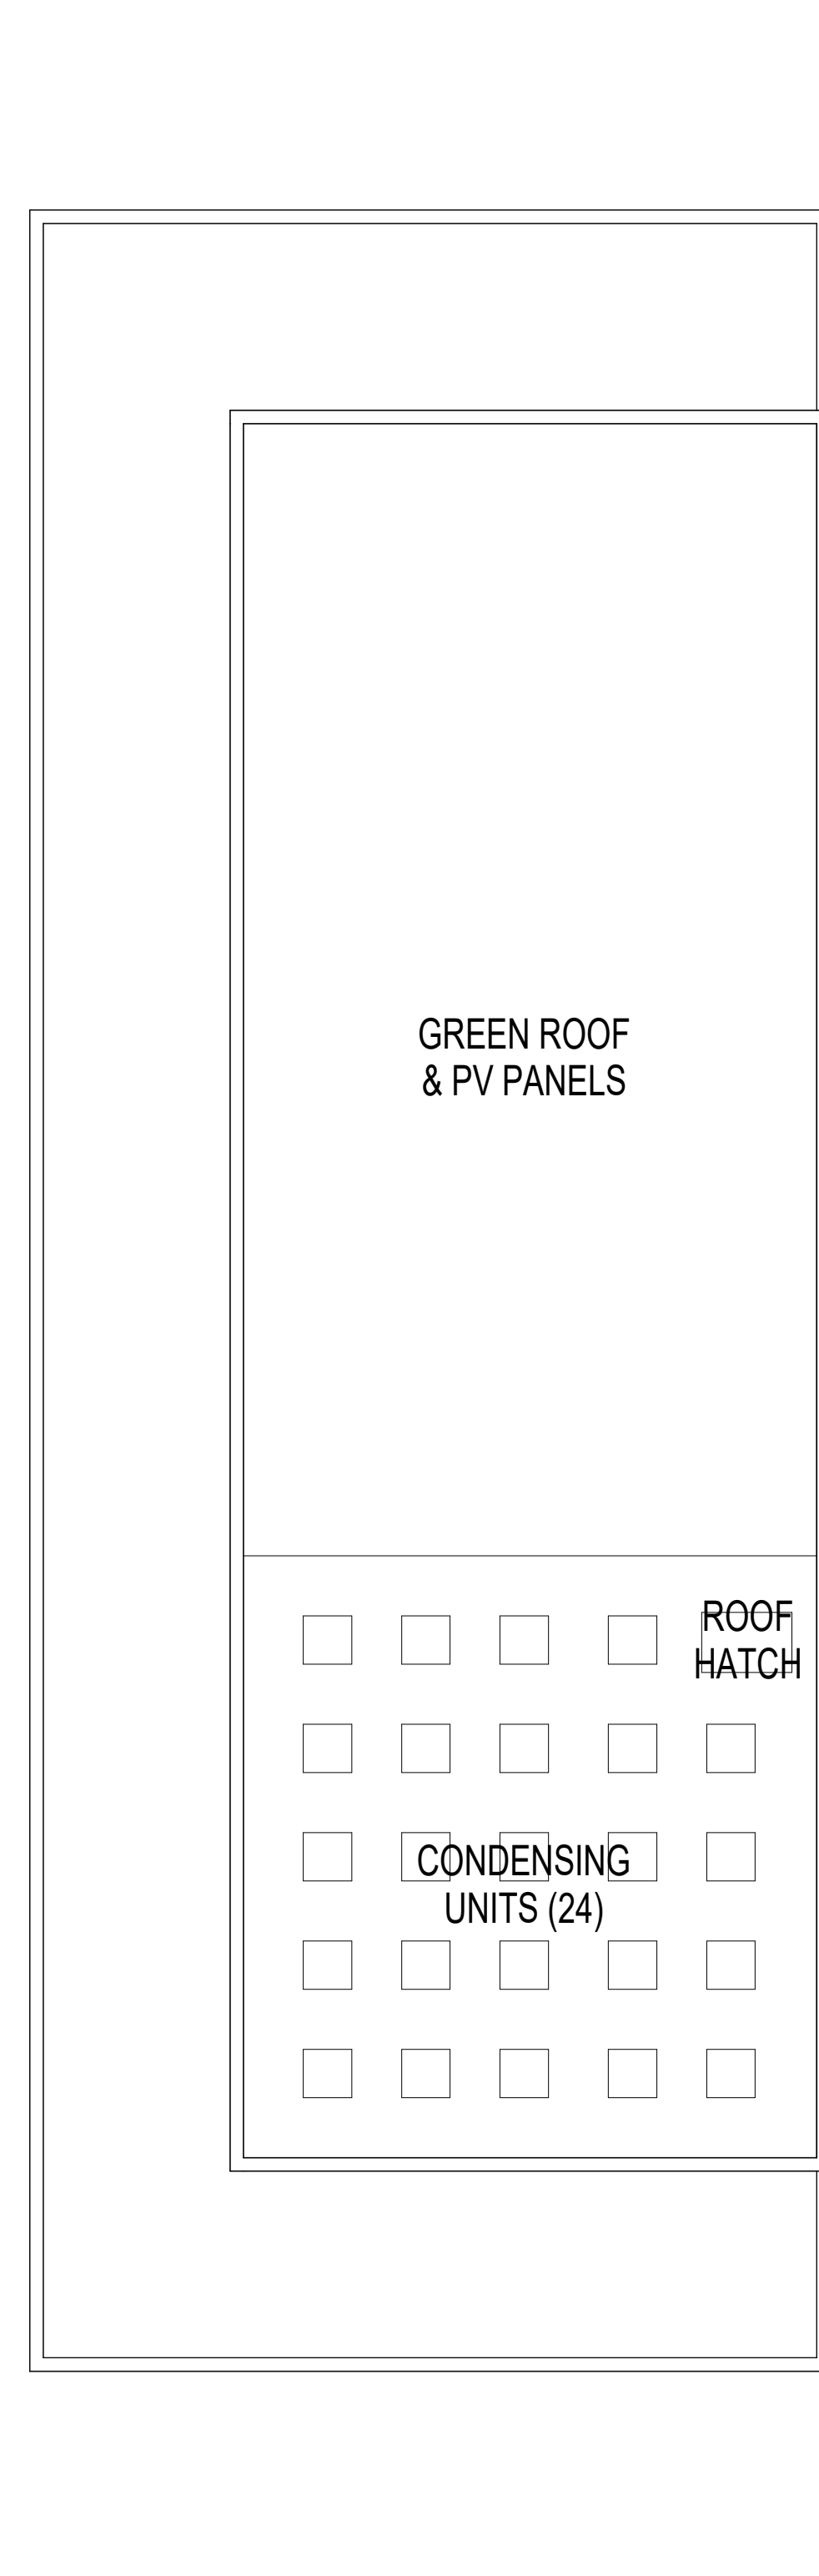 GREEN ROOF
& PV PANELS
ROOF
HATCH
CONDENSING
UNITS (24)